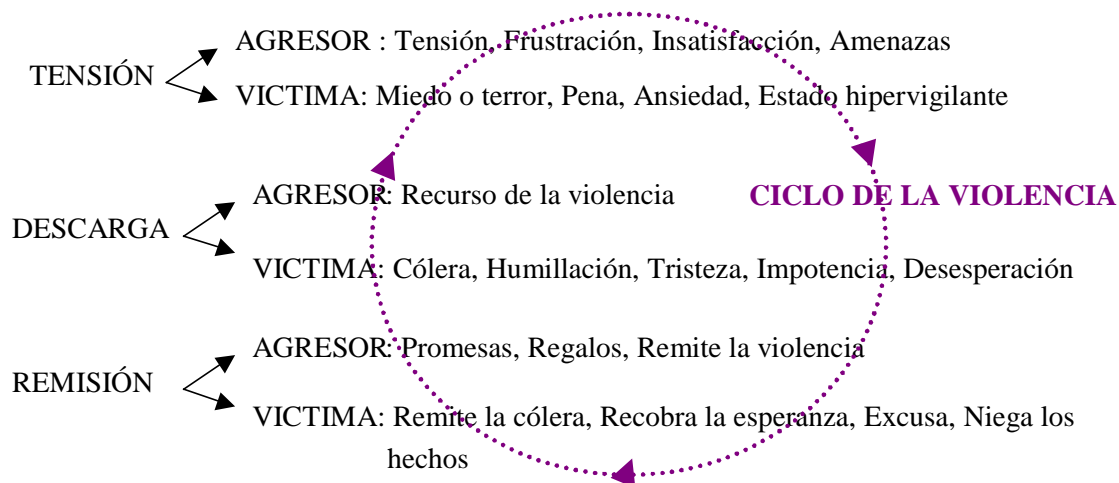 AGRESOR : Tensión, Frustración, Insatisfacción, Amenazas
TENSIÓN
VICTIMA: Miedo o terror, Pena, Ansiedad, Estado hipervigilante
AGRESOR: Recurso de la violencia
CICLO DE LA VIOLENCIA
DESCARGA
VICTIMA: Cólera, Humillación, Tristeza, Impotencia, Desesperación
AGRESOR: Promesas, Regalos, Remite la violencia
REMISIÓN
VICTIMA: Remite la cólera, Recobra la esperanza, Excusa, Niega los
hechos